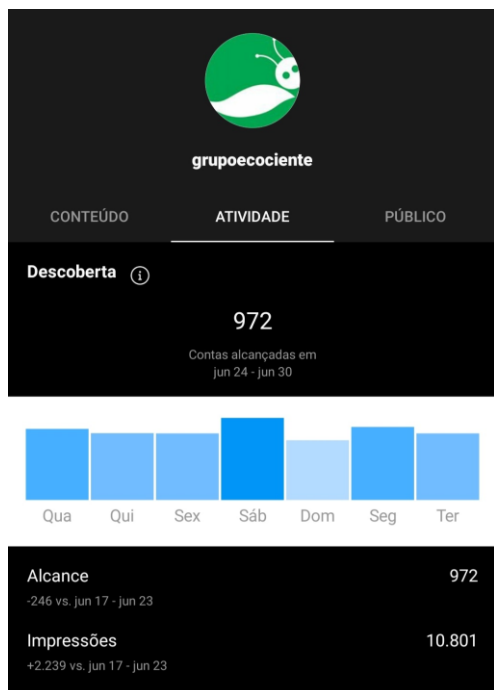 grupoecociente
CONTEÚDO ATIVIDADE PÚBLICO
Descoberta i
972
Contas alcançadas em
jun 24 - jun 30
Qua Qui Sex Sáb Dom Seg Ter
Alcance 972
-246 vs. jun 17 - jun 23
Impressões 10.801
+2.239 vs. jun 17 - jun 23